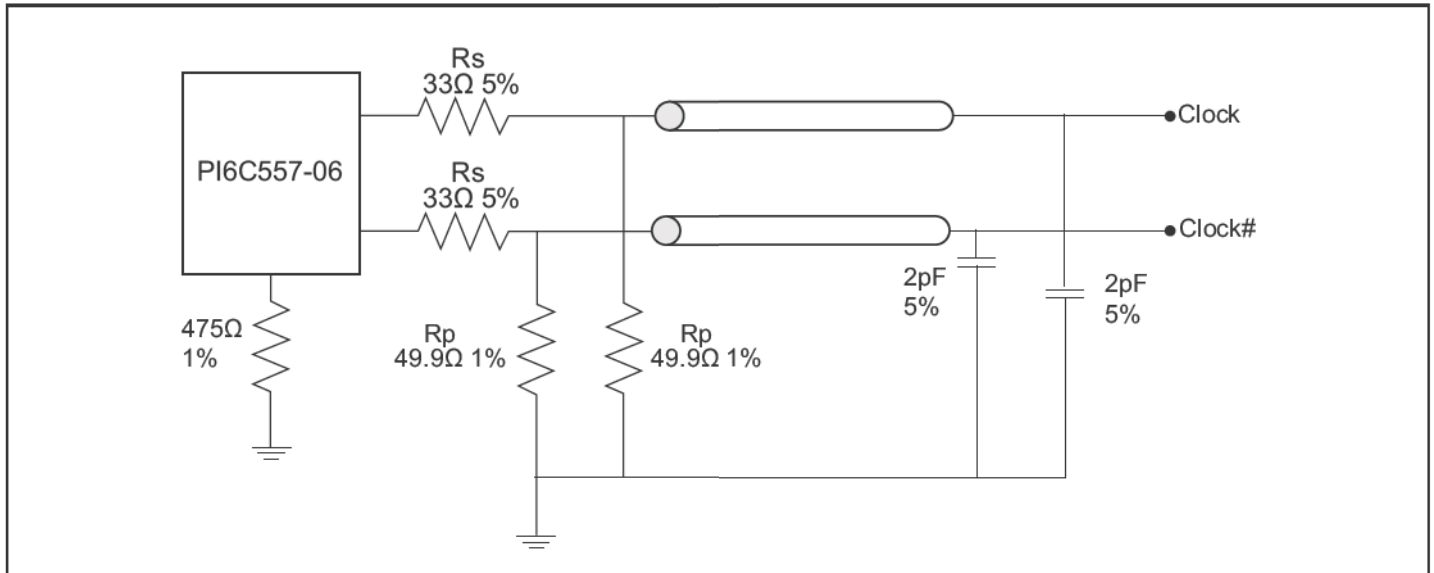 Rs
33Ω 5%
Clock
PI6C557-06
Rs
33Ω 5%
Clock#
2pF
5%
2pF
5%
475Ω
1%
Rp
49.9Ω 1%
Rp
49.9Ω 1%